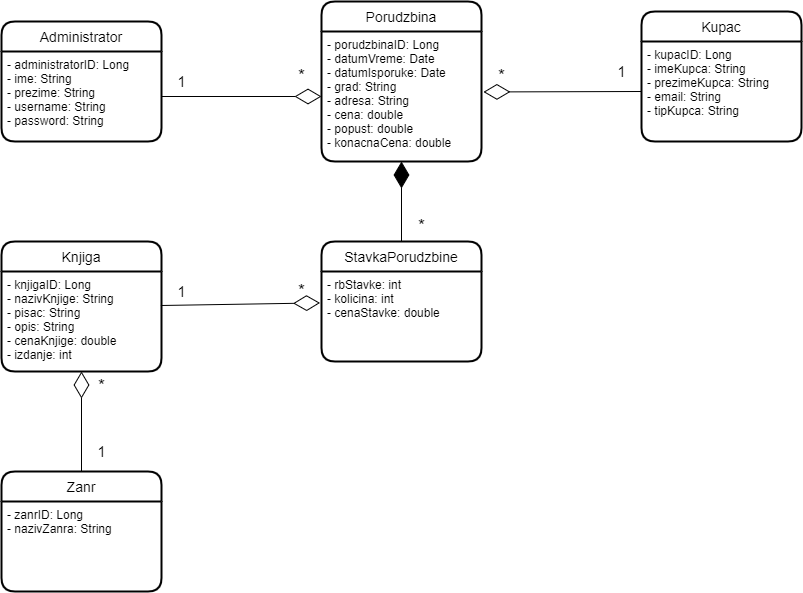 Administrator
- administratorID: Long
- ime: String
- prezime: String
- username: String
- password: String
1
*
Porudzbina
- porudzbinaID: Long
- datumVreme: Date
- datumIsporuke: Date
- grad: String
- adresa: String
- cena: double
- popust: double
- konacnaCena: double
*
1
Kupac
- kupacID: Long
- imeKupca: String
- prezimeKupca: String
- email: String
- tipKupca: String
*
Knjiga
- knjigaID: Long
- nazivKnjige: String
- pisac: String
- opis: String
- cenaKnjige: double
- izdanje: int
1
*
StavkaPorudzbine
- rbStavke: int
- kolicina: int
- cenaStavke: double
*
1
Zanr
- zanrID: Long
- nazivZanra: String